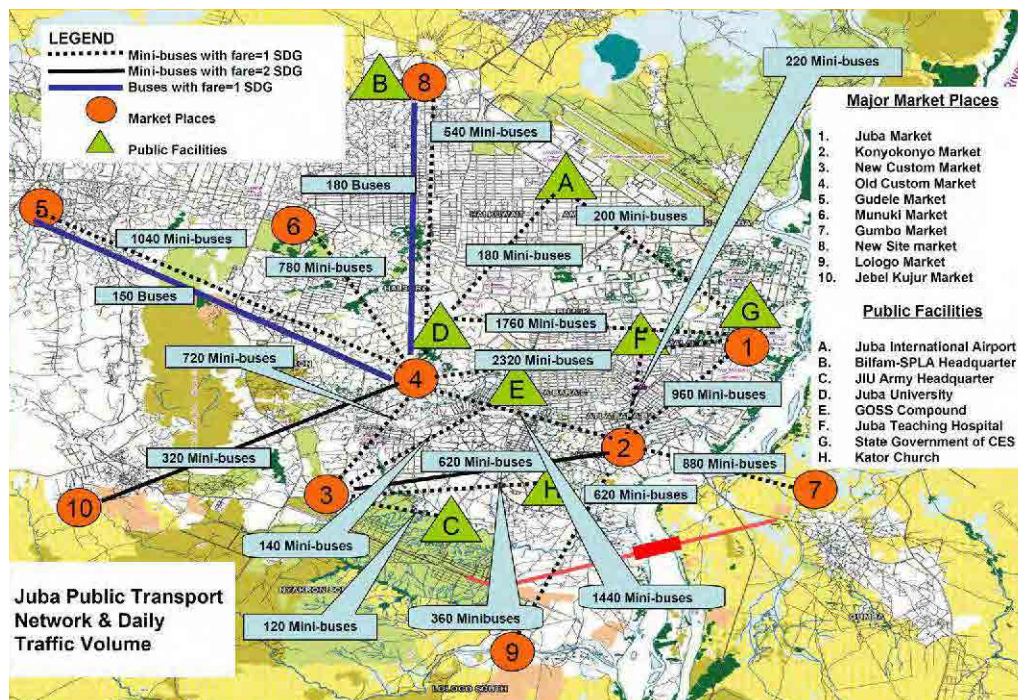 LEGEND
Mini-buses with fare=1 SDG
Mini-buses with fare=2 SDG
Buses with fare=1 SDG
Market Places
Public Facilities
220 Mini-buses
B
8
540 Mini-buses
180 Buses
A
200 Mini-buses
5
6
1040 Mini-buses
780 Mini-buses
180 Mini-buses
150 Buses
G
D
1760 Mini-buses
F
1
720 Mini-buses
2320 Mini-buses
4
E
960 Mini-buses
2
320 Mini-buses
620 Mini-buses
880 Mini-buses
3
H
620 Mini-buses
7
10
C
140 Mini-buses
120 Mini-buses
360 Minibuses
1440 Mini-buses
9
LOLOGO SOUTH
Major Market Places
1. Juba Market
2. Konyokonyo Market
3. New Custom Market
4. Old Custom Market
5. Gudele Market
6. Munuki Market
7. Gumbo Market
8. New Site market
9. Lologo Market
10. Jebel Kujur Market
Public Facilities
A. Juba International Airport
B. Bilfam-SPLA Headquarter
C. JIU Army Headquarter
D. Juba University
E. GOSS Compound
F. Juba Teaching Hospital
G. State Government of CES
H. Kator Church
Juba Public Transport
Network & Daily
Traffic Volume